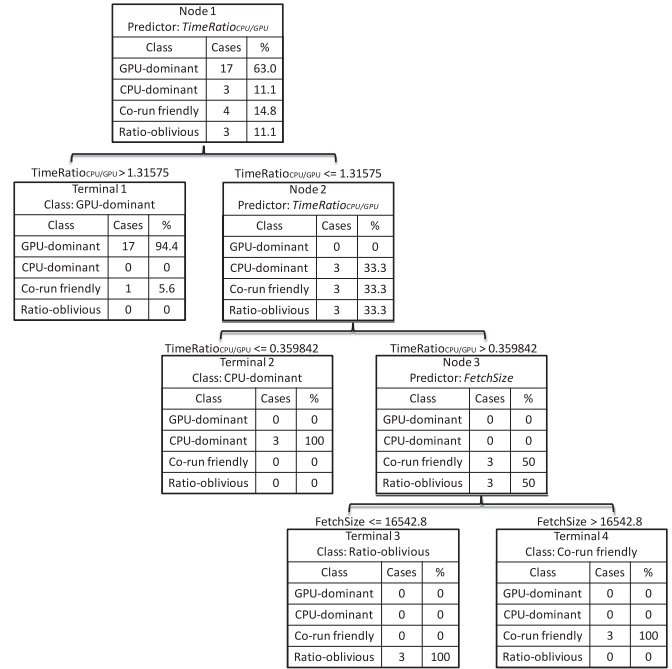 Node 1
Predictor: TimeRatioCPU/GPU
Class Cases %
GPU-dominant 17 63.0
CPU-dominant 3 11.1
Co-run friendly 4 14.8
Ratio-oblivious 3 11.1
TimeRatioCPU/GPU > 1.31575 TimeRatioCPU/GPU <= 1.31575
Terminal 1
Class: GPU-dominant
Class Cases %
GPU-dominant 17 94.4
CPU-dominant 0 0
Co-run friendly 1 5.6
Ratio-oblivious 0 0
Node 2
Predictor: TimeRatioCPU/GPU
Class Cases %
GPU-dominant 0 0
CPU-dominant 3 33.3
Co-run friendly 3 33.3
Ratio-oblivious 3 33.3
TimeRatioCPU/GPU <= 0.359842 TimeRatioCPU/GPU > 0.359842
Terminal 2
Class: CPU-dominant
Class Cases %
GPU-dominant 0 0
CPU-dominant 3 100
Co-run friendly 0 0
Ratio-oblivious 0 0
Node 3
Predictor: FetchSize
Class Cases %
GPU-dominant 0 0
CPU-dominant 0 0
Co-run friendly 3 50
Ratio-oblivious 3 50
FetchSize <= 16542.8 FetchSize > 16542.8
Terminal 3
Class: Ratio-oblivious
Class Cases %
GPU-dominant 0 0
CPU-dominant 0 0
Co-run friendly 0 0
Ratio-oblivious 3 100
Terminal 4
Class: Co-run friendly
Class Cases %
GPU-dominant 0 0
CPU-dominant 0 0
Co-run friendly 3 100
Ratio-oblivious 0 0